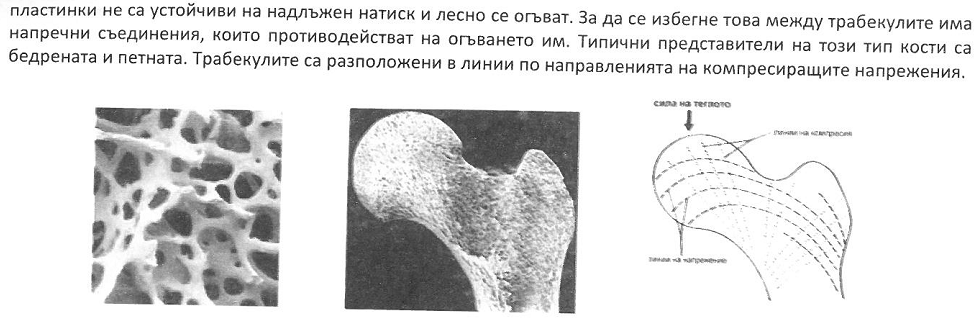 пластинки не са устойчиви на надлъжен натиск и лесно се огъват. За да се избегне това между трабекулите има
напречни съединения, които противодействат на огъването им. Типични представители на този тип кости са
бедрената и петната. Трабекулите са разположени в линии по направленията на компресиращите напрежения.
сила на теглото
линии на компресия
линии на напрежение